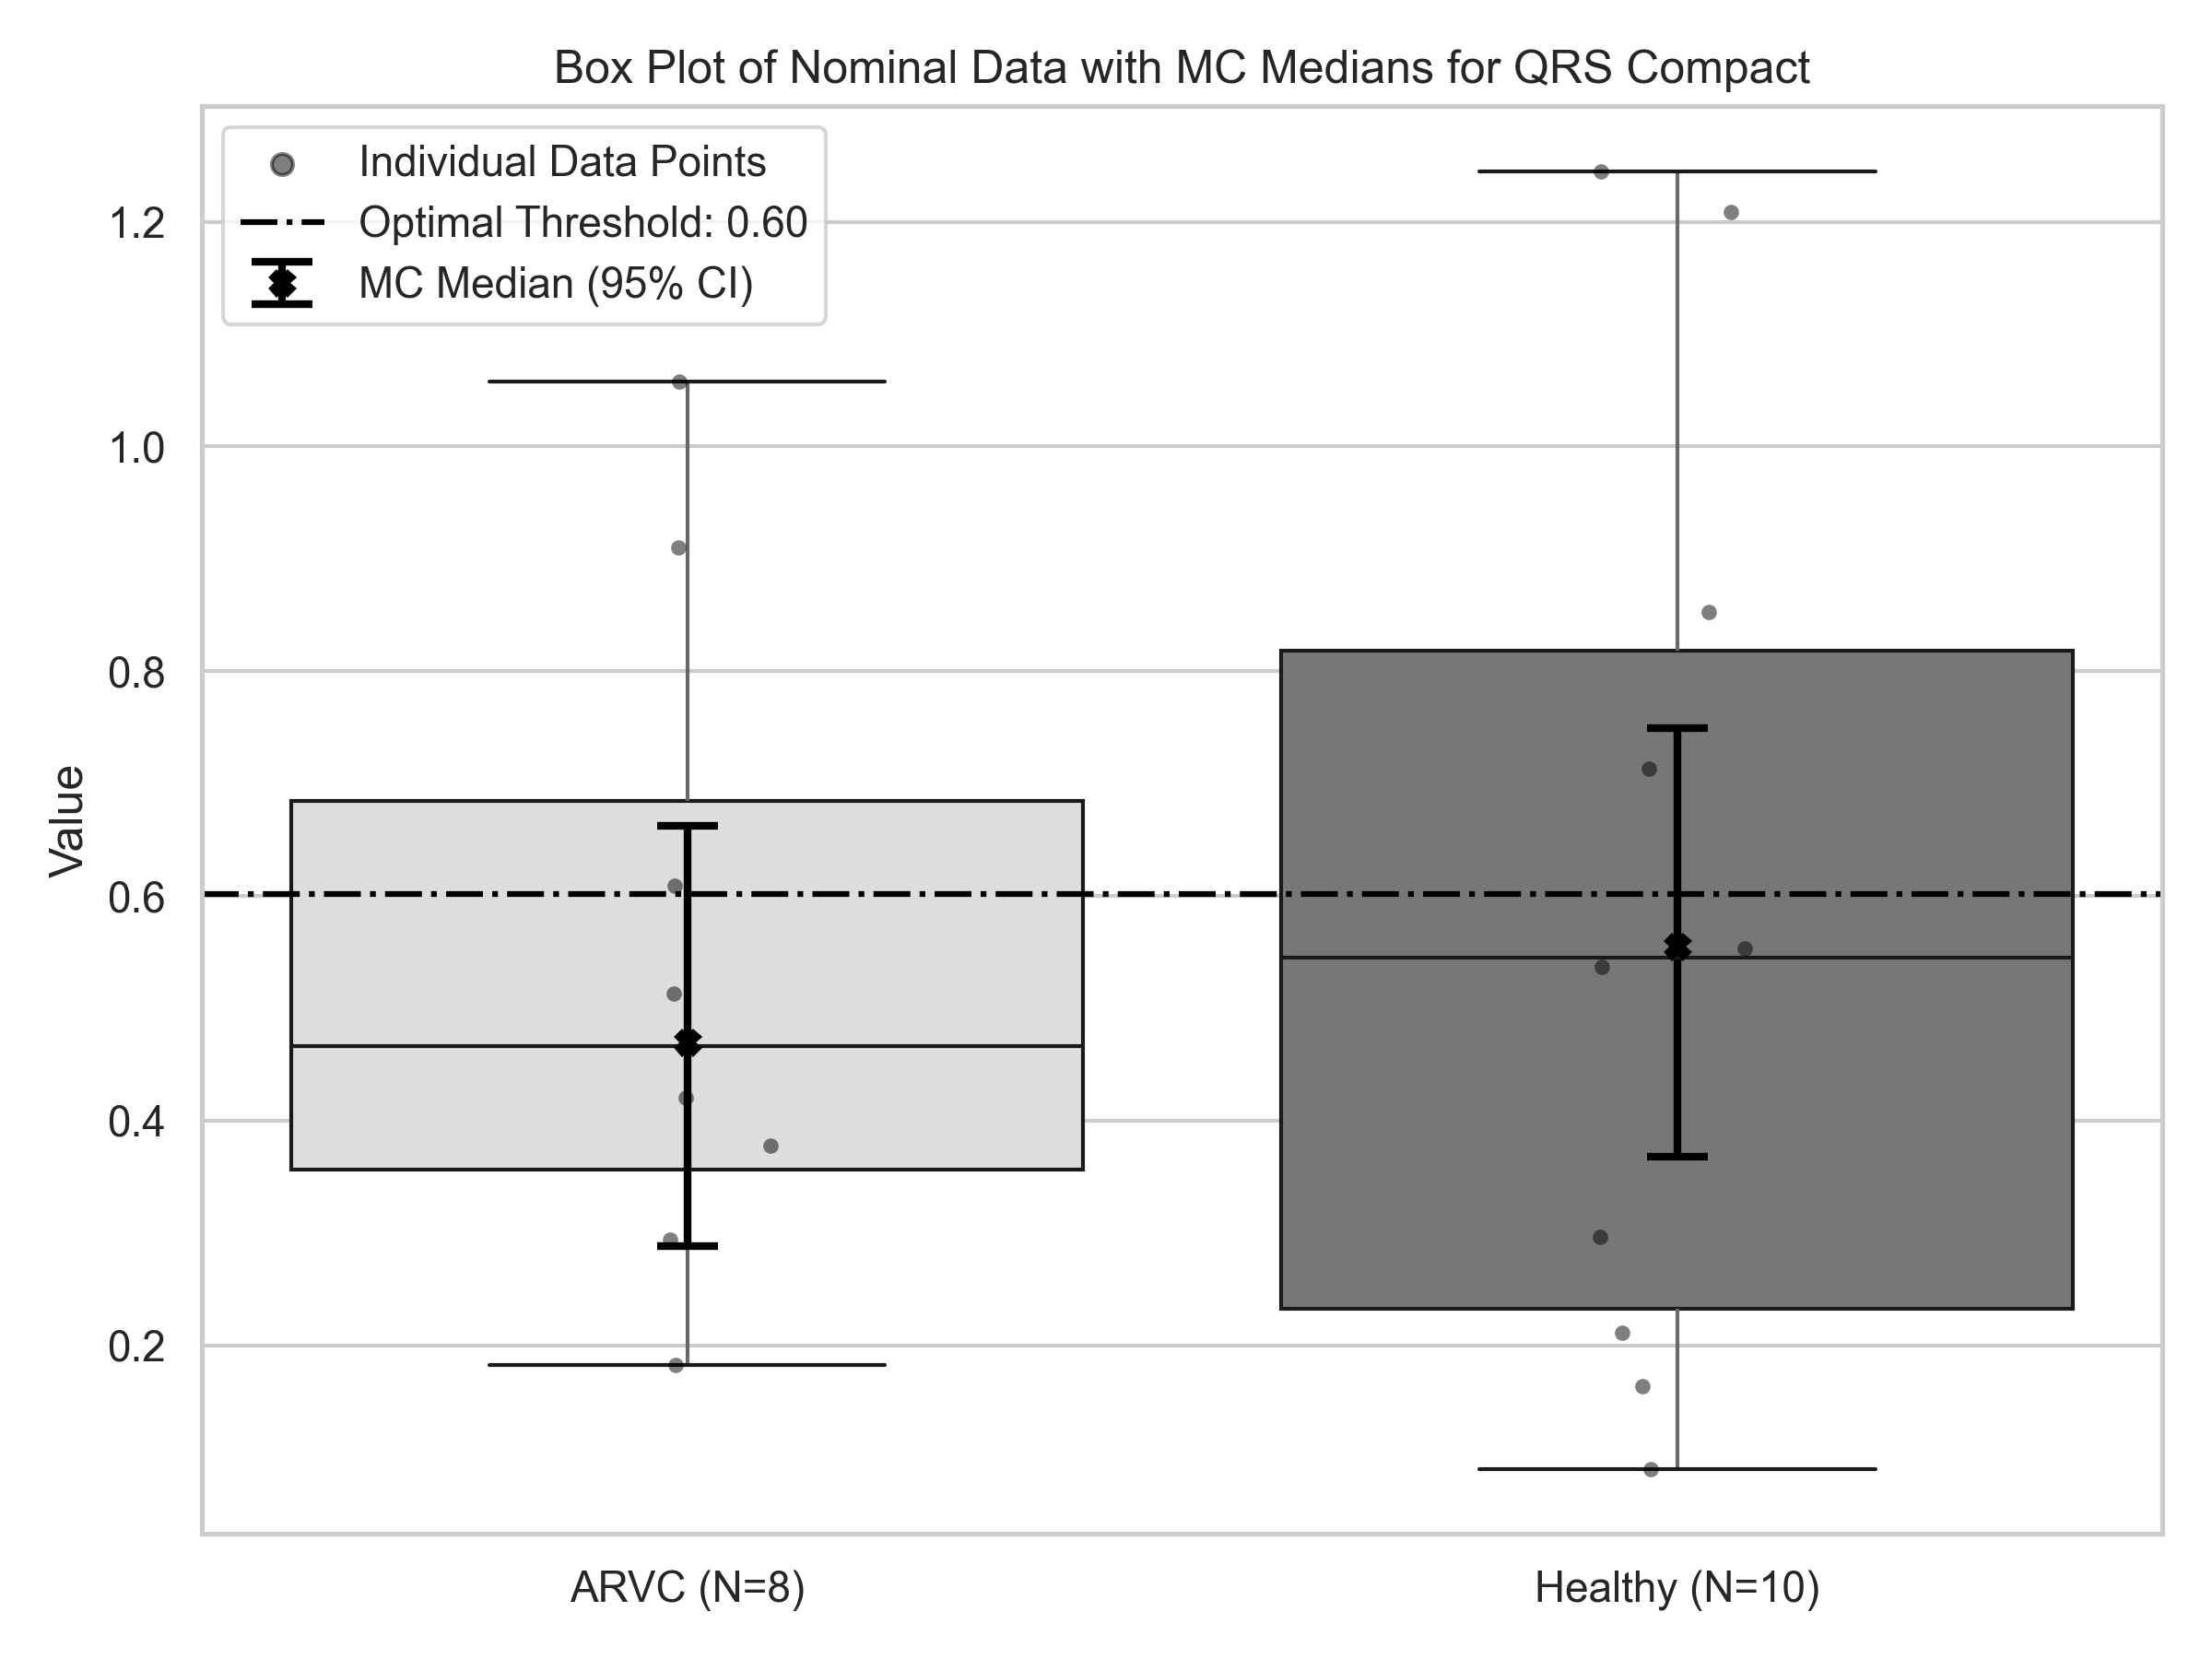 Box Plot of Nominal Data with MC Medians for QRS Compact
Individual Data Points
Optimal Threshold: 0.60
MC Median (95% CI)
1.2
1.0
0.8
0.6
0.4
0.2
Value
ARVC (N=8)
Healthy (N=10)